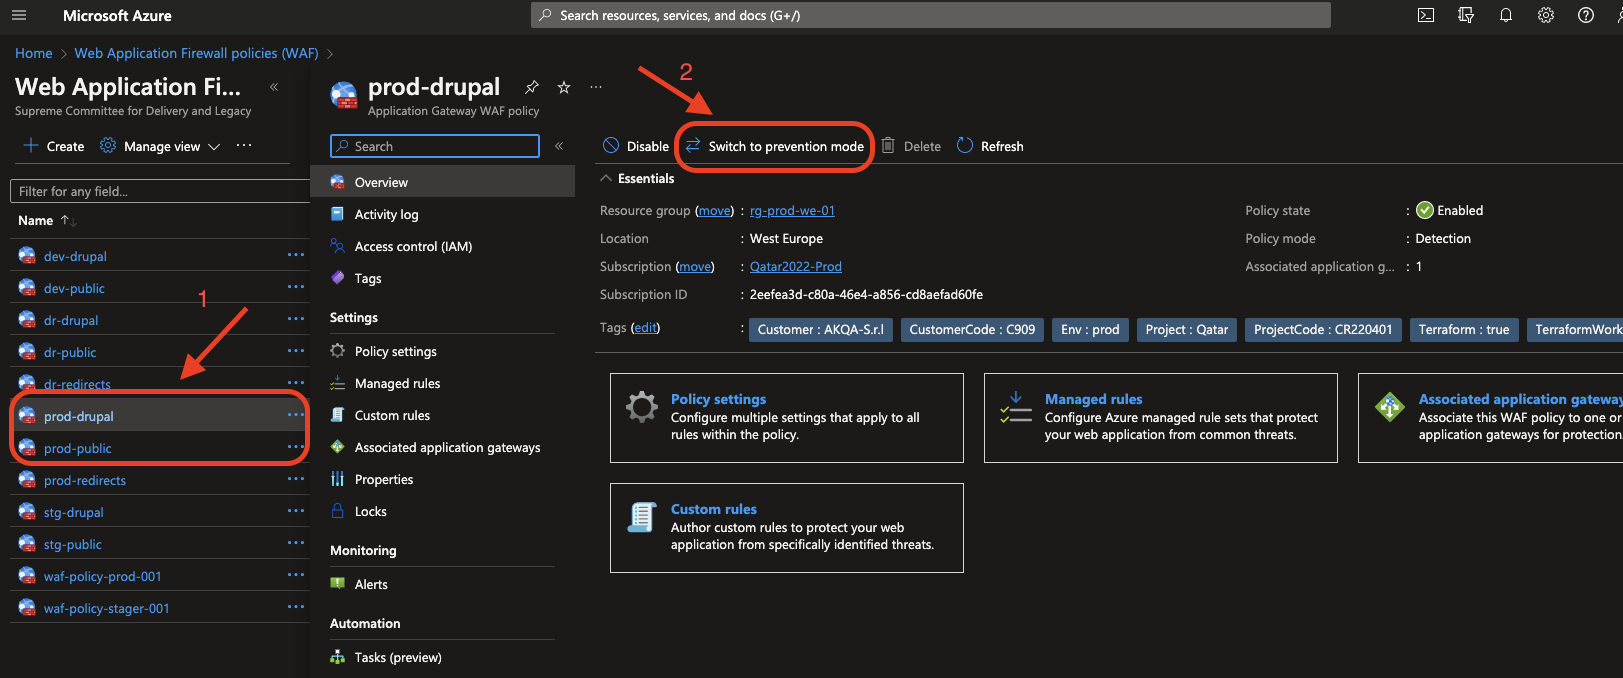 Microsoft Azure
Search resources, services, and docs (G+/)
Home > Web Application Firewall policies (WAF) >
Web Application Fi... «
Supreme Committee for Delivery and Legacy
+ Create Manage view ...
Filter for any field...
Name ↑↓
dev-drupal ...
dev-public ...
dr-drupal ...
dr-public ...
dr-redirects ...
prod-drupal ...
prod-public ...
prod-redirects ...
stg-drupal ...
stg-public ...
waf-policy-prod-001 ...
waf-policy-stager-001 ...
1
prod-drupal ...
Application Gateway WAF policy
Search «
Overview
Activity log
Access control (IAM)
Tags
Settings
Policy settings
Managed rules
Custom rules
Associated application gateways
Properties
Locks
Monitoring
Alerts
Automation
Tasks (preview)
2
Disable Switch to prevention mode Delete Refresh
Essentials
Resource group (move) : rg-prod-we-01
Location : West Europe
Subscription (move) : Qatar2022-Prod
Subscription ID : 2eefea3d-c80a-46e4-a856-cd8aefad60fe
Policy state : Enabled
Policy mode : Detection
Associated application g... : 1
Tags (edit) : Customer : AKQA-S.r.l CustomerCode : C909 Env : prod Project : Qatar ProjectCode : CR220401 Terraform : true TerraformWork
Policy settings
Configure multiple settings that apply to all
rules within the policy.
Managed rules
Configure Azure managed rule sets that protect
your web application from common threats.
Associated application gateway
Associate this WAF policy to one or
application gateways for protection.
Custom rules
Author custom rules to protect your web
application from specifically identified threats.